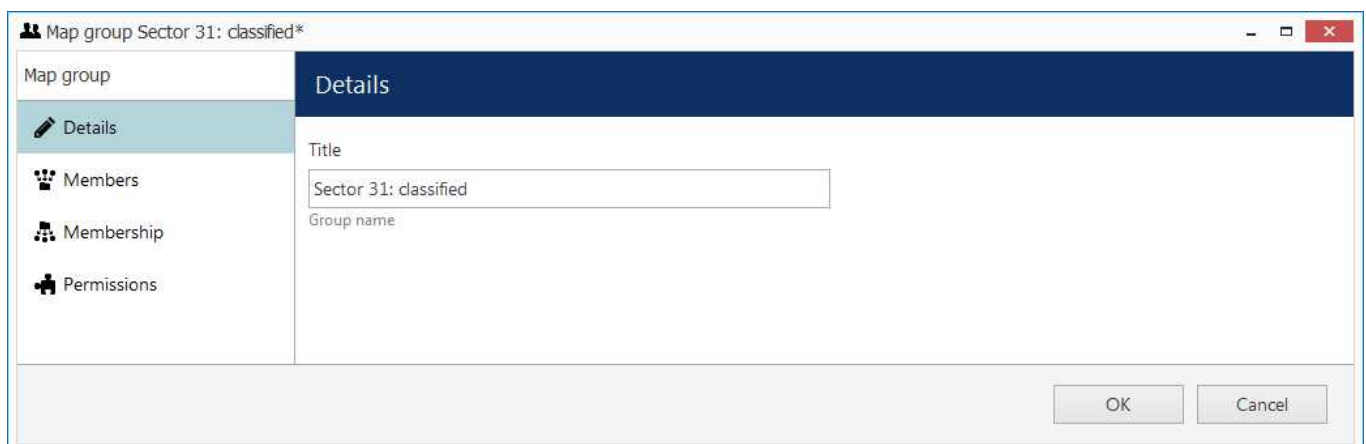 Map group Sector 31: classified*
Map group
Details
Members
Membership
Permissions
Details
Title
Sector 31: classified
Group name
OK
Cancel